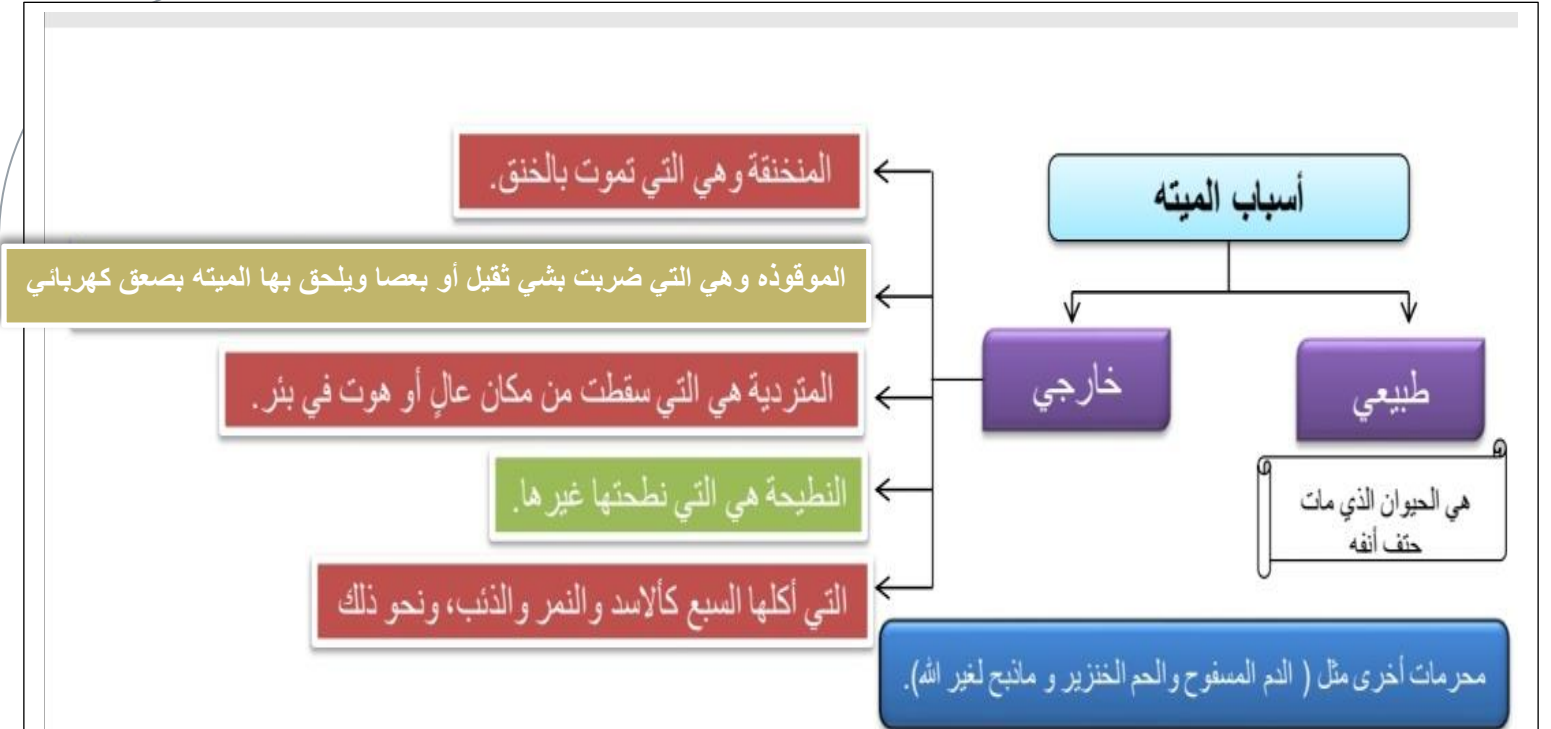 أسباب الميته
طبيعي
هي الحيوان الذي مات
حتف أنفه
خارجي
المنخنقة وهي التي تموت بالخنق.
الموقوذه وهي التي ضربت بشي ثقيل أو بعصا ويلحق بها الميته بصعق كهربائي
المتردية هي التي سقطت من مكان عالٍ أو هوت في بئر.
النطيحة هي التي نطحتها غيرها.
التي أكلها السبع كألاسد والنمر والذئب، ونحو ذلك
محرمات أخرى مثل ( الدم المسفوح والحم الخنزير و ماذبح لغير الله).